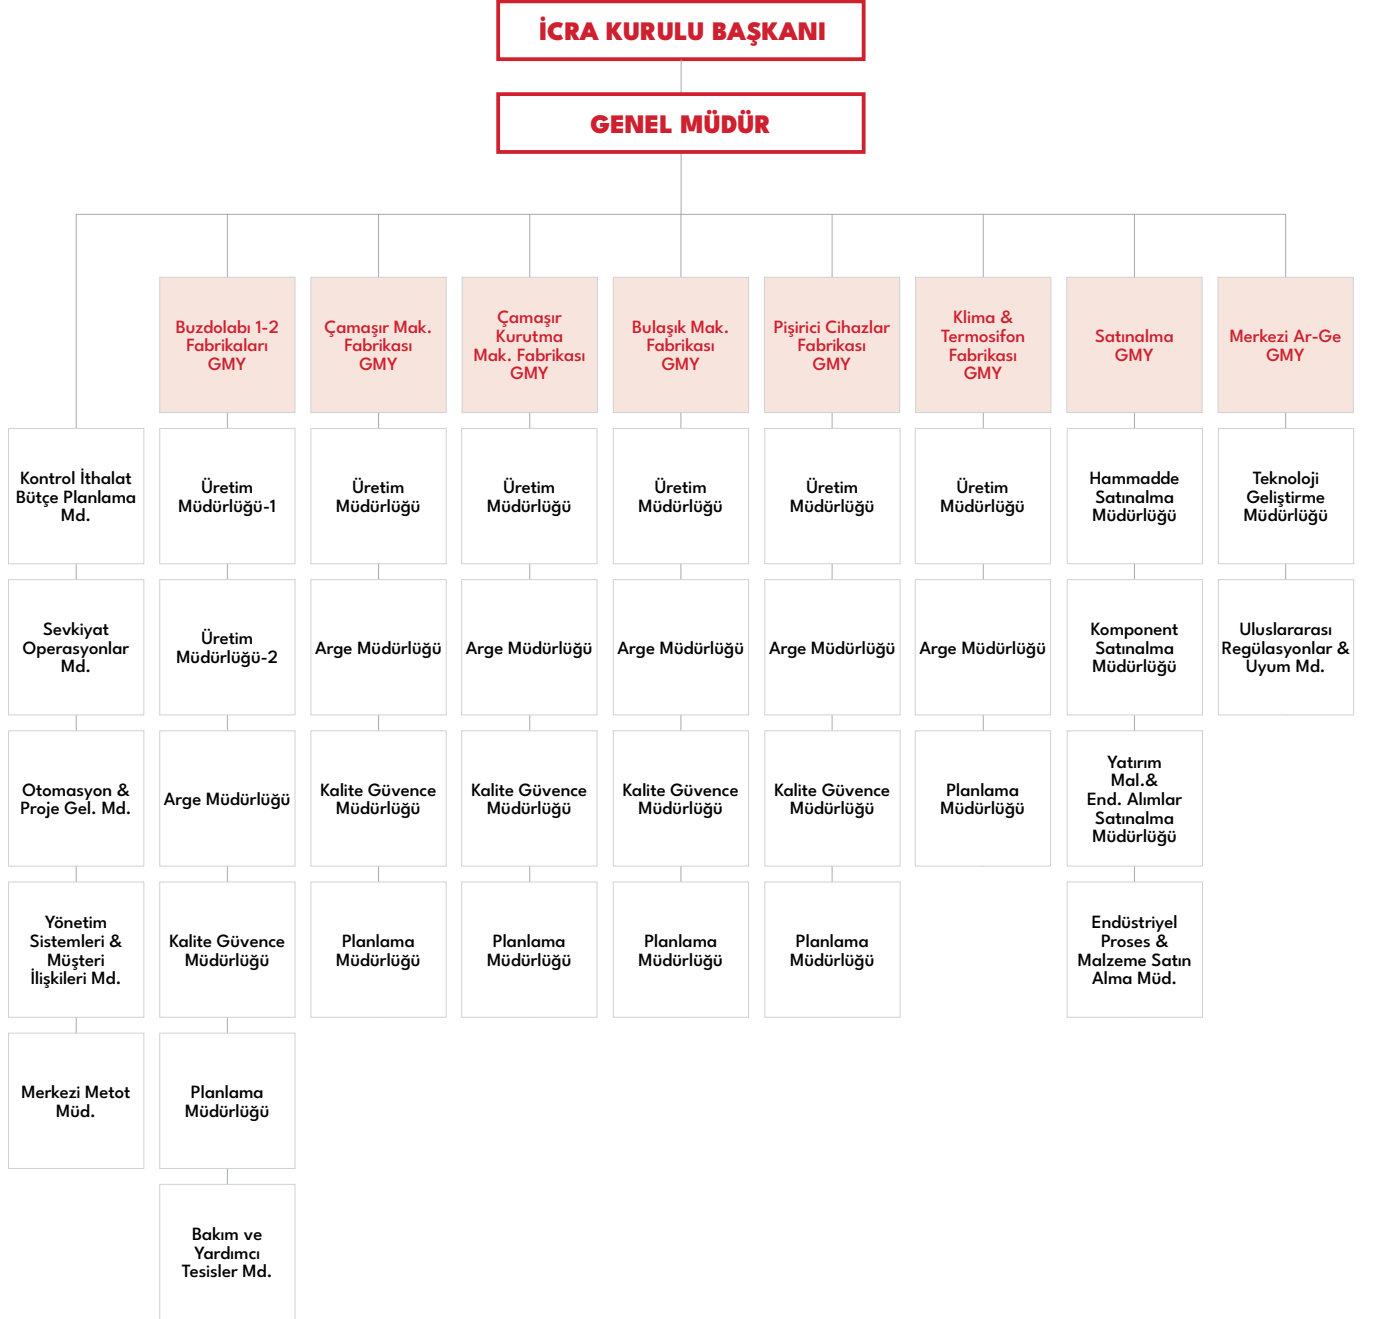 İCRA KURULU BAŞKANI
GENEL MÜDÜR
Buzdolabı 1-2
Fabrikaları
GMY
Çamaşır Mak.
Fabrikası
GMY
Çamaşır
Kurutma
Mak. Fabrikası
GMY
Bulaşık Mak.
Fabrikası
GMY
Pişirici Cihazlar
Fabrikası
GMY
Klima &
Termosifon
Fabrikası
GMY
Satınalma
GMY
Merkezi Ar-Ge
GMY
Kontrol İthalat
Bütçe Planlama
Md.
Üretim
Müdürlüğü-1
Üretim
Müdürlüğü
Üretim
Müdürlüğü
Üretim
Müdürlüğü
Üretim
Müdürlüğü
Üretim
Müdürlüğü
Hammadde
Satınalma
Müdürlüğü
Teknoloji
Geliştirme
Müdürlüğü
Sevkiyat
Operasyonlar
Md.
Üretim
Müdürlüğü-2
Arge Müdürlüğü
Arge Müdürlüğü
Arge Müdürlüğü
Arge Müdürlüğü
Arge Müdürlüğü
Komponent
Satınalma
Müdürlüğü
Uluslararası
Regülasyonlar &
Uyum Md.
Otomasyon &
Proje Gel. Md.
Arge Müdürlüğü
Kalite Güvence
Müdürlüğü
Kalite Güvence
Müdürlüğü
Kalite Güvence
Müdürlüğü
Kalite Güvence
Müdürlüğü
Planlama
Müdürlüğü
Yatırım
Mal.&
End. Alımlar
Satınalma
Müdürlüğü
Yönetim
Sistemleri &
Müşteri
İlişkileri Md.
Kalite Güvence
Müdürlüğü
Planlama
Müdürlüğü
Planlama
Müdürlüğü
Planlama
Müdürlüğü
Planlama
Müdürlüğü
Endüstriyel
Proses &
Malzeme Satın
Alma Müd.
Merkezi Metot
Müd.
Planlama
Müdürlüğü
Bakım ve
Yardımcı
Tesisler Md.